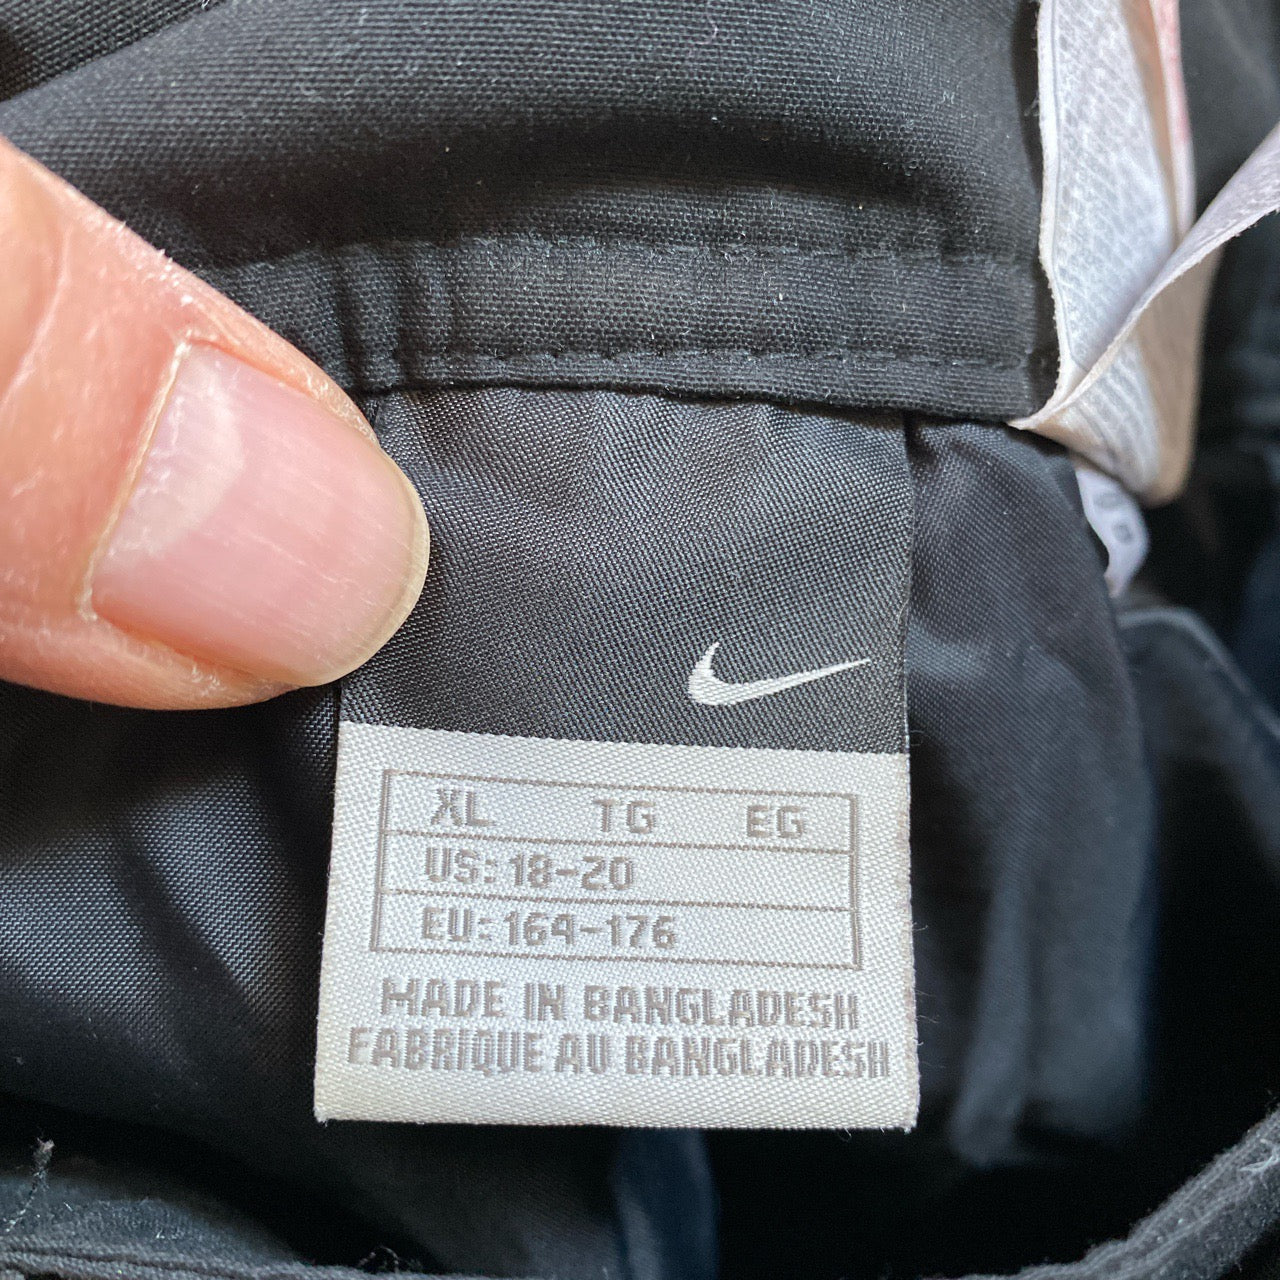 XL TG EG
US: 18-20
EU: 164-176
MADE IN BANGLADESH
FABRIQUE AU BANGLADESH